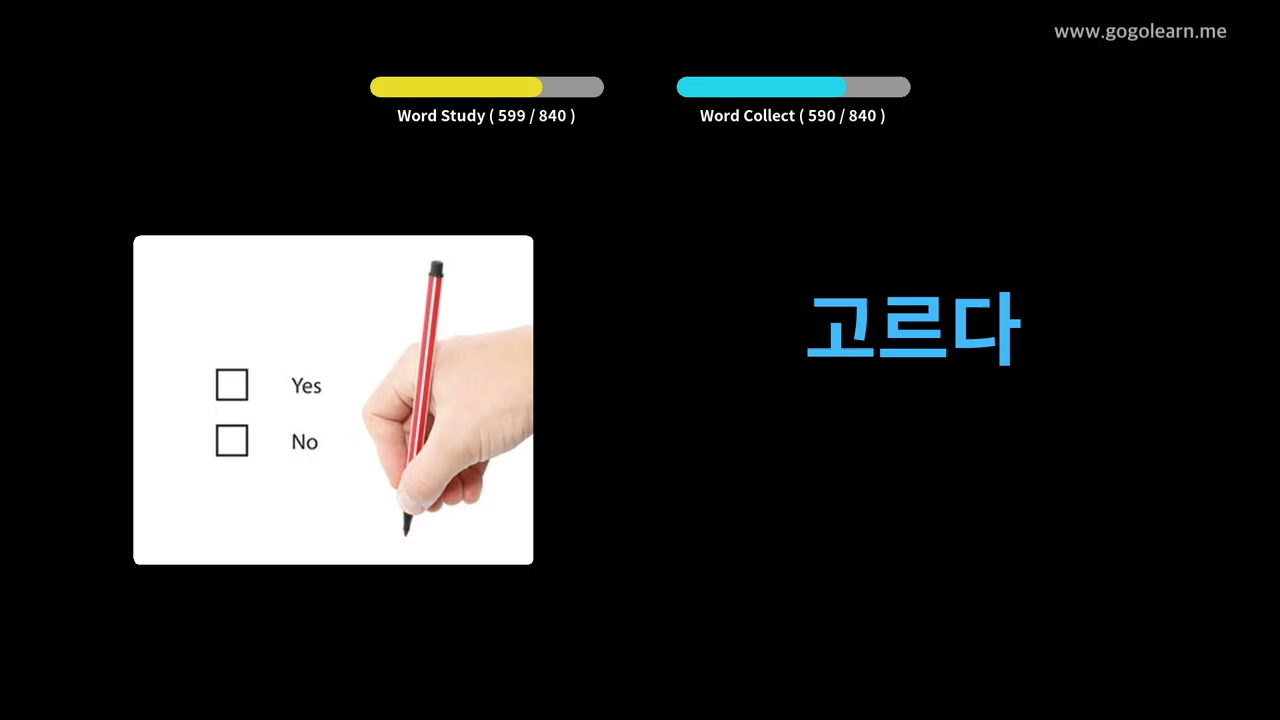 www.gogolearn.me
Word Study ( 599 / 840 )
Word Collect ( 590 / 840 )
고르다
Yes
No